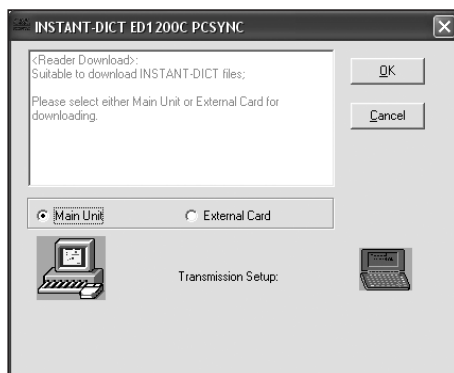 INSTANT-DICT ED1200C PCSYNC
<Reader Download>:
Suitable to download INSTANT-DICT files;
Please select either Main Unit or External Card for
downloading.
OK
Cancel
Main Unit
External Card
Transmission Setup: